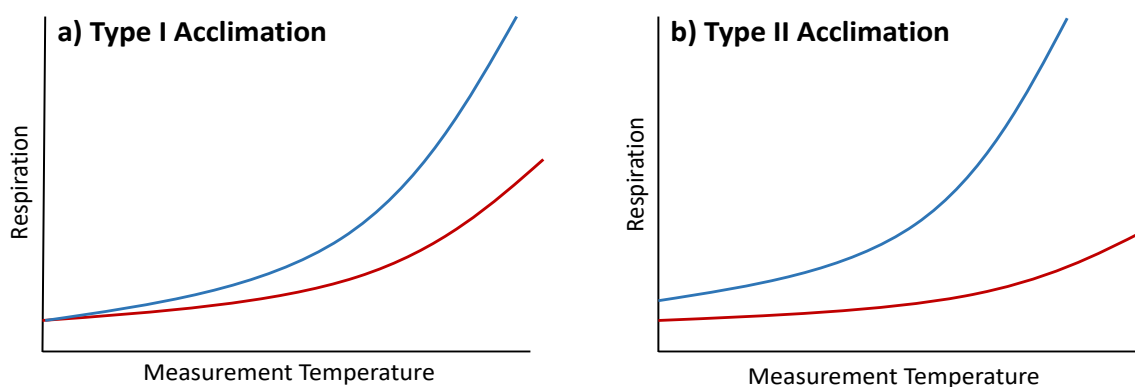 a) Type I Acclimation
Respiration
Measurement Temperature
b) Type II Acclimation
Respiration
Measurement Temperature